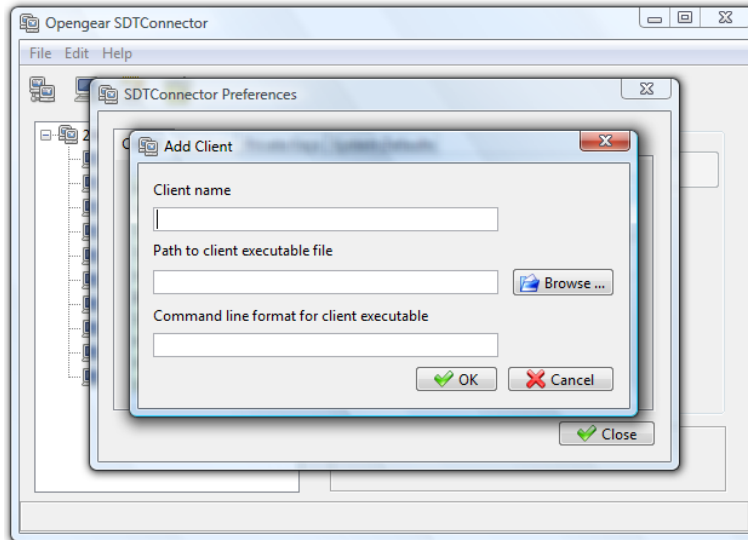 Opengear SDTConnector
File Edit Help
SDTConnector Preferences
2
C
Add Client
Client name
Path to client executable file
Browse ...
Command line format for client executable
OK
Cancel
Close